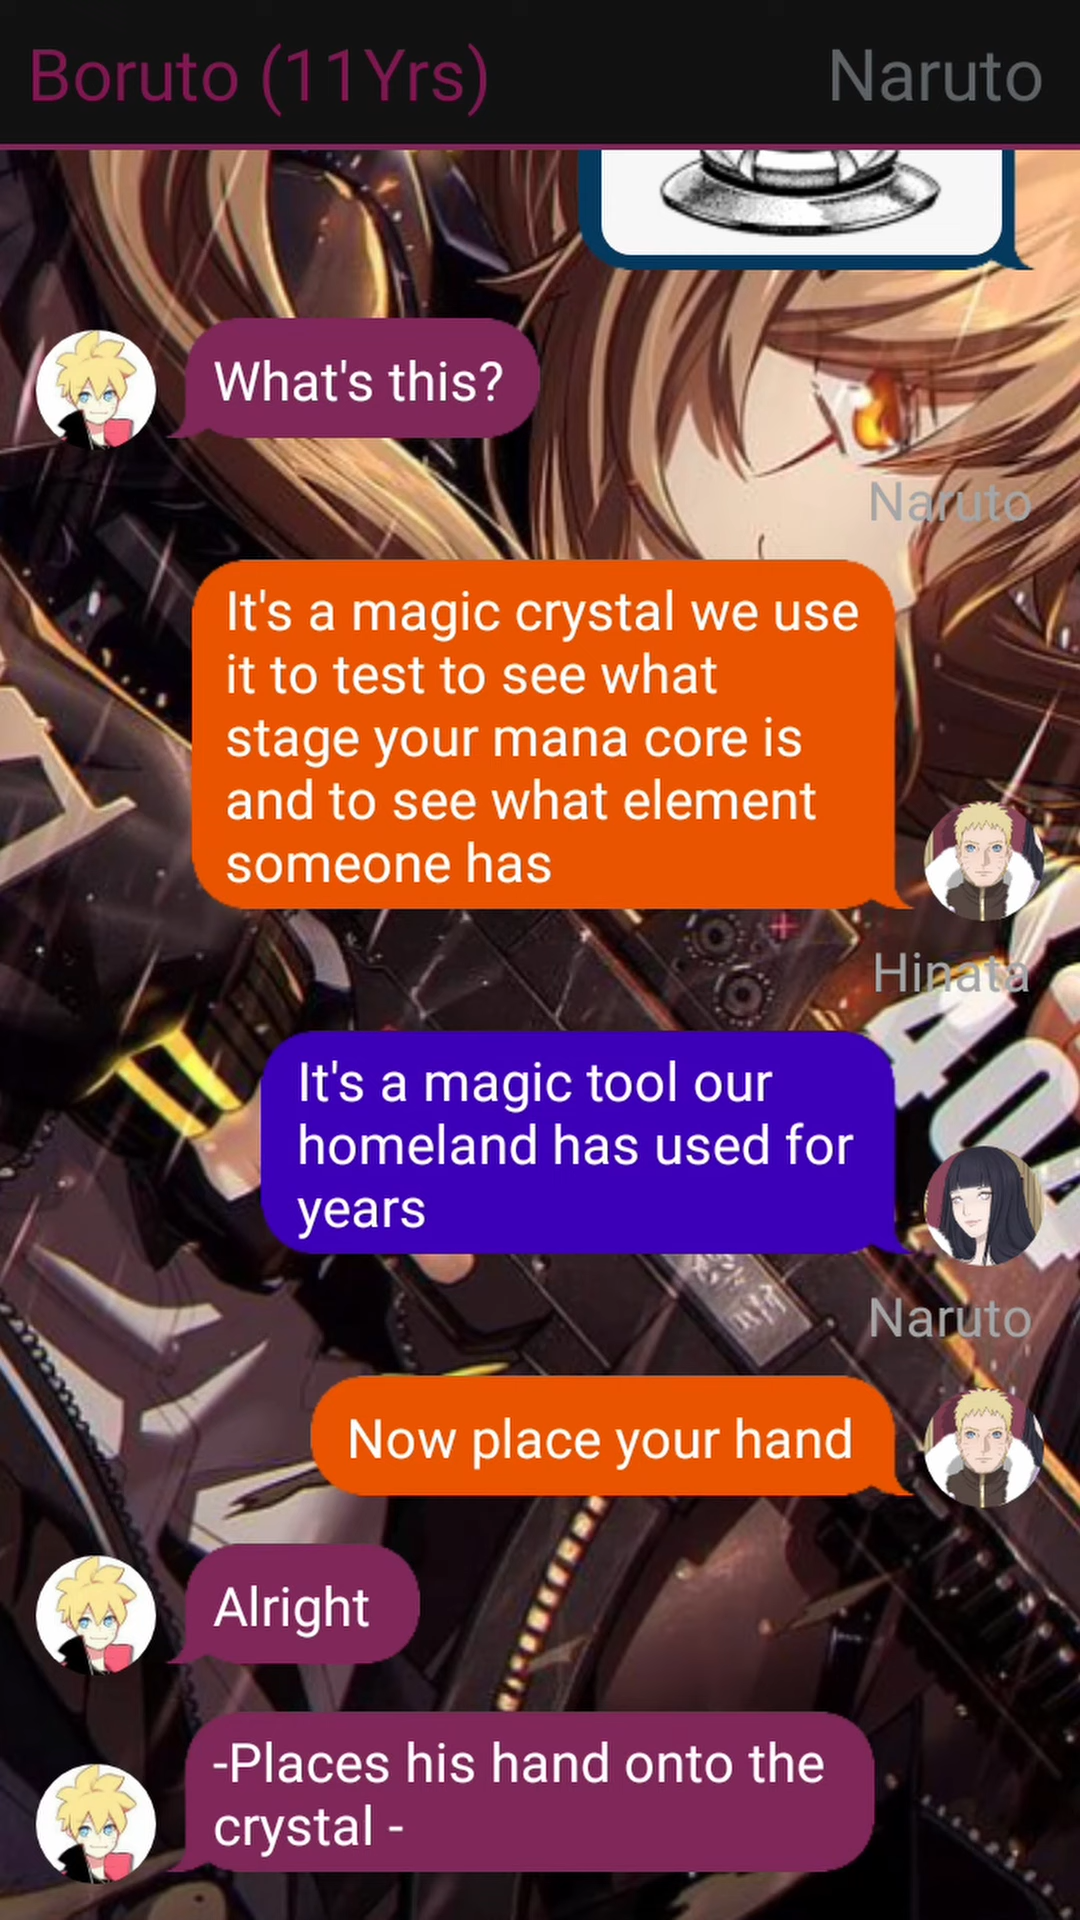 Boruto (11Yrs)
Naruto
What's this?
Naruto
It's a magic crystal we use
it to test to see what
stage your mana core is
and to see what element
someone has
Hinata
It's a magic tool our
homeland has used for
years
Naruto
Now place your hand
Alright
-Places his hand onto the
crystal -